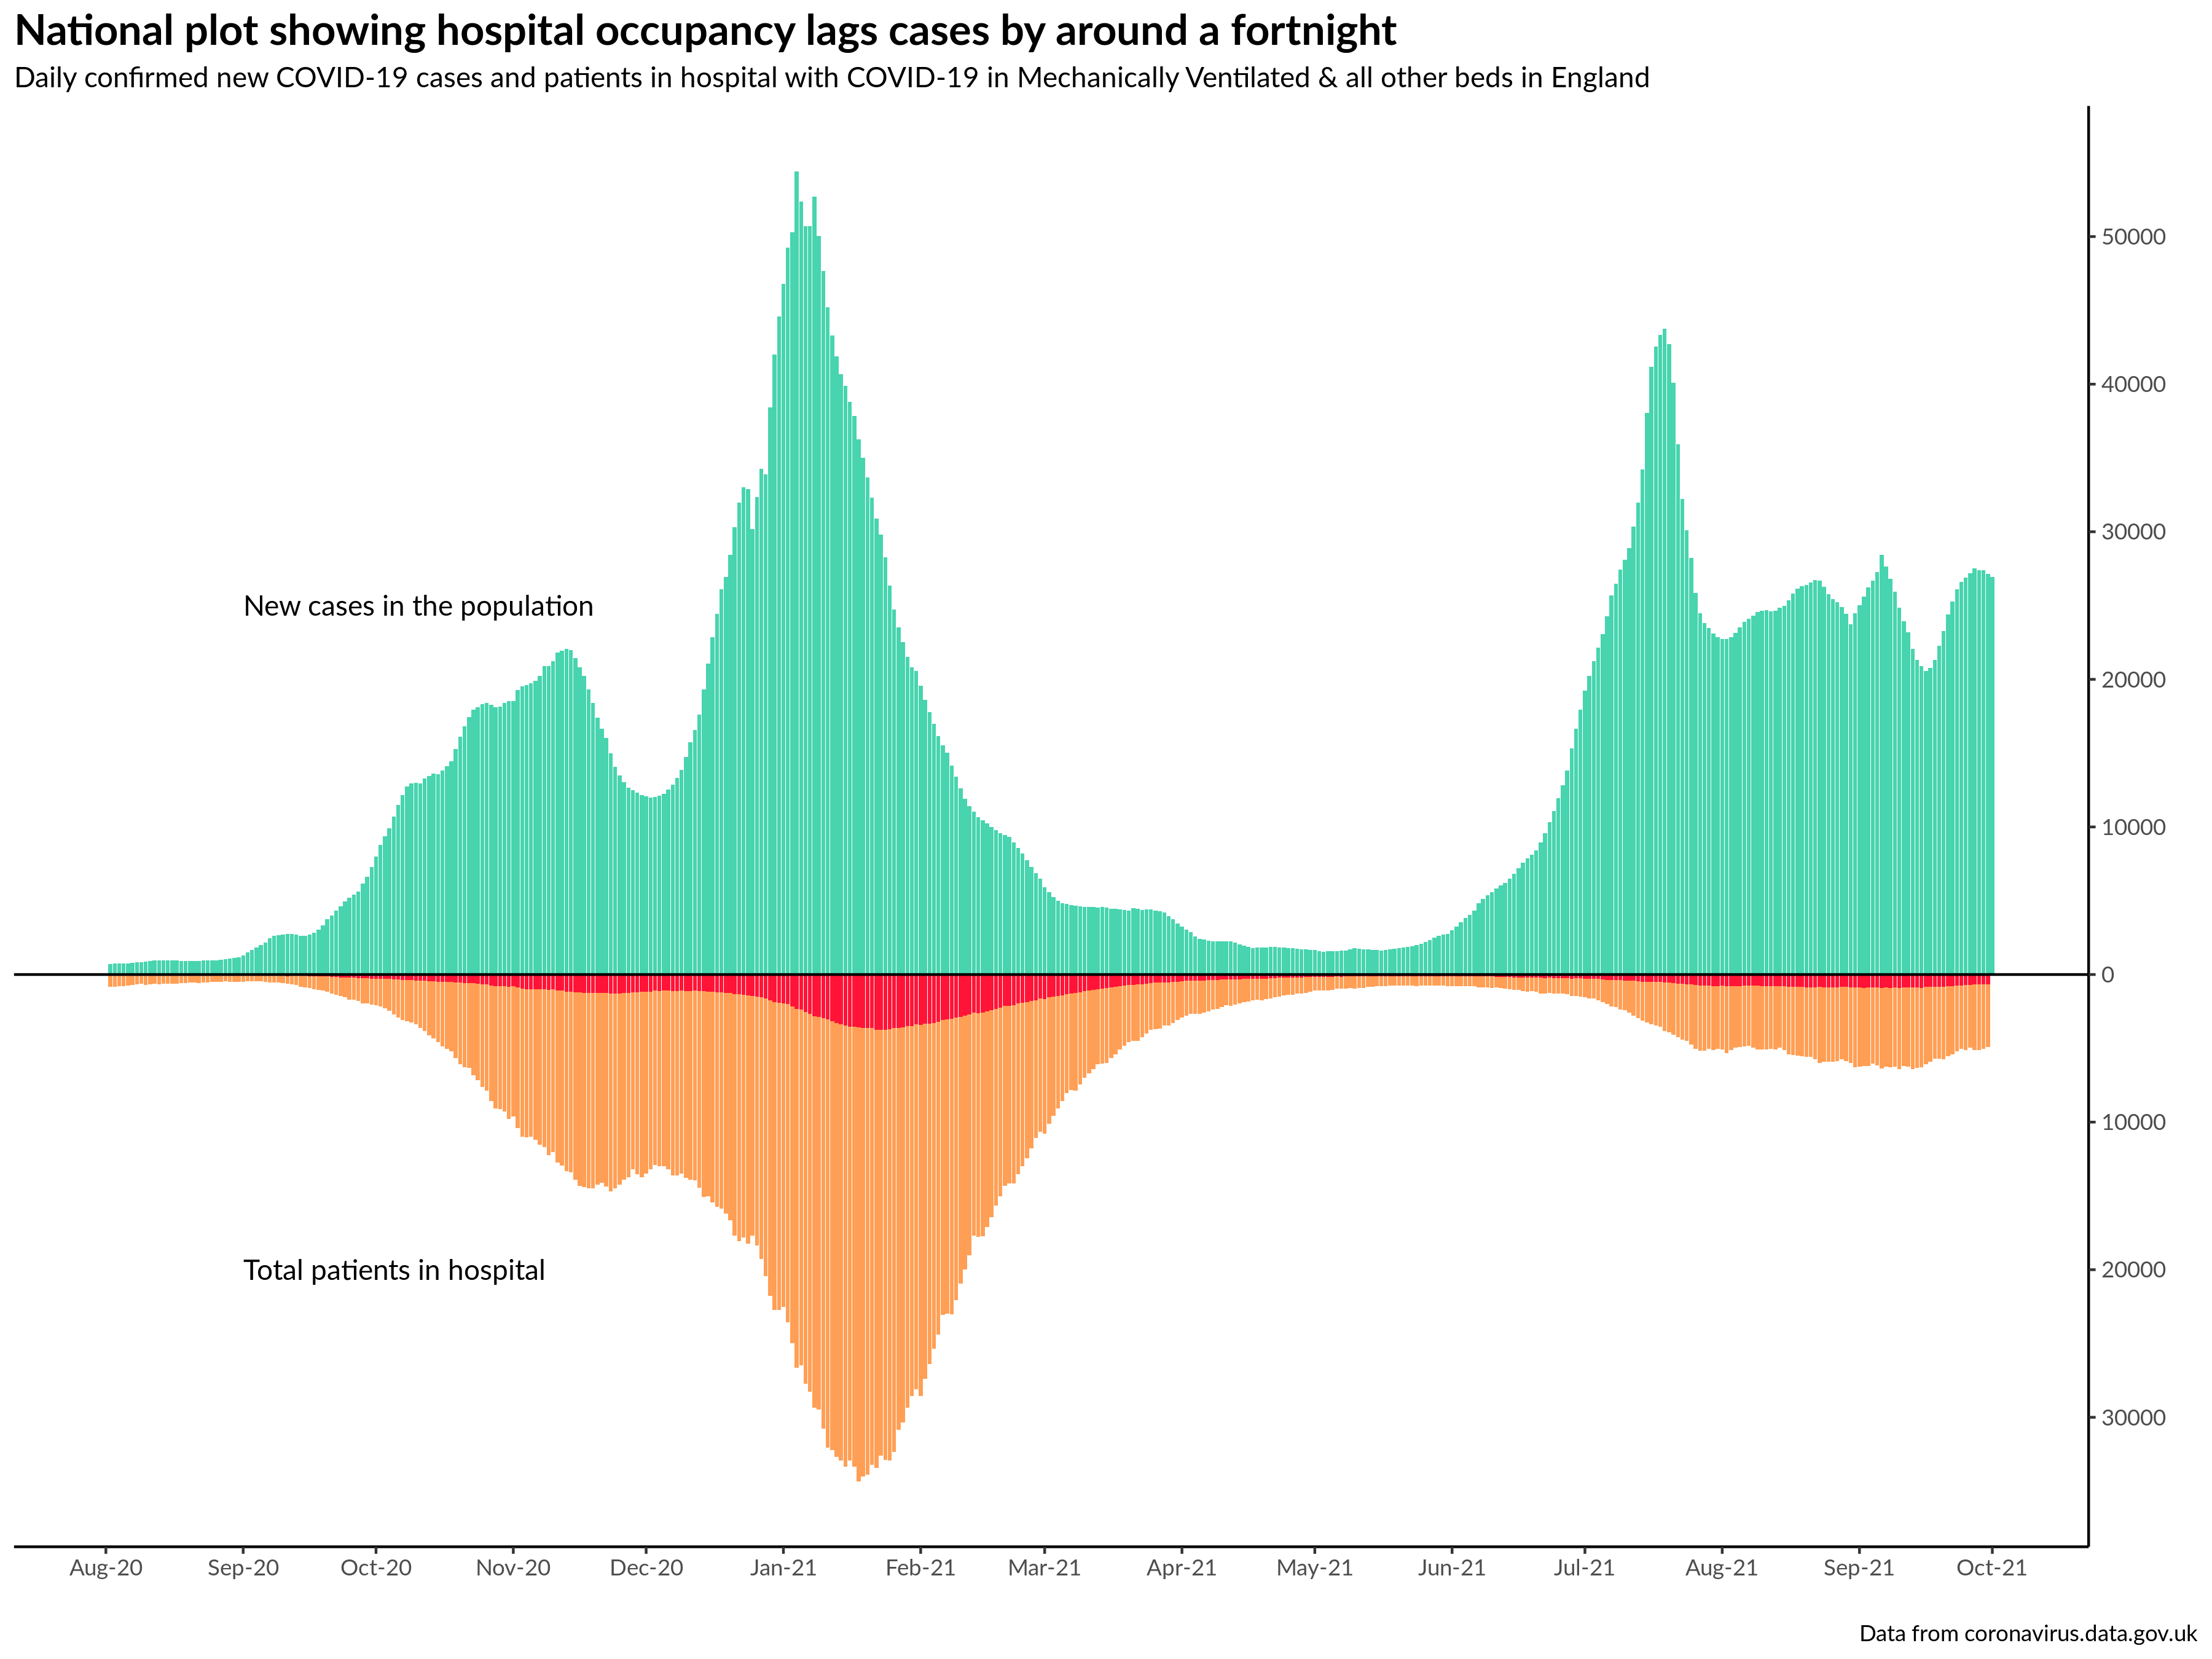 National plot showing hospital occupancy lags cases by around a fortnight
Daily confirmed new COVID-19 cases and patients in hospital with COVID-19 in Mechanically Ventilated & all other beds in England
50000
40000
30000
New cases in the population
20000
10000
0
10000
Total patients in hospital
20000
30000
Aug-20 Sep-20 Oct-20 Nov-20 Dec-20 Jan-21 Feb-21 Mar-21 Apr-21 May-21 Jun-21 Jul-21 Aug-21 Sep-21 Oct-21
Data from coronavirus.data.gov.uk